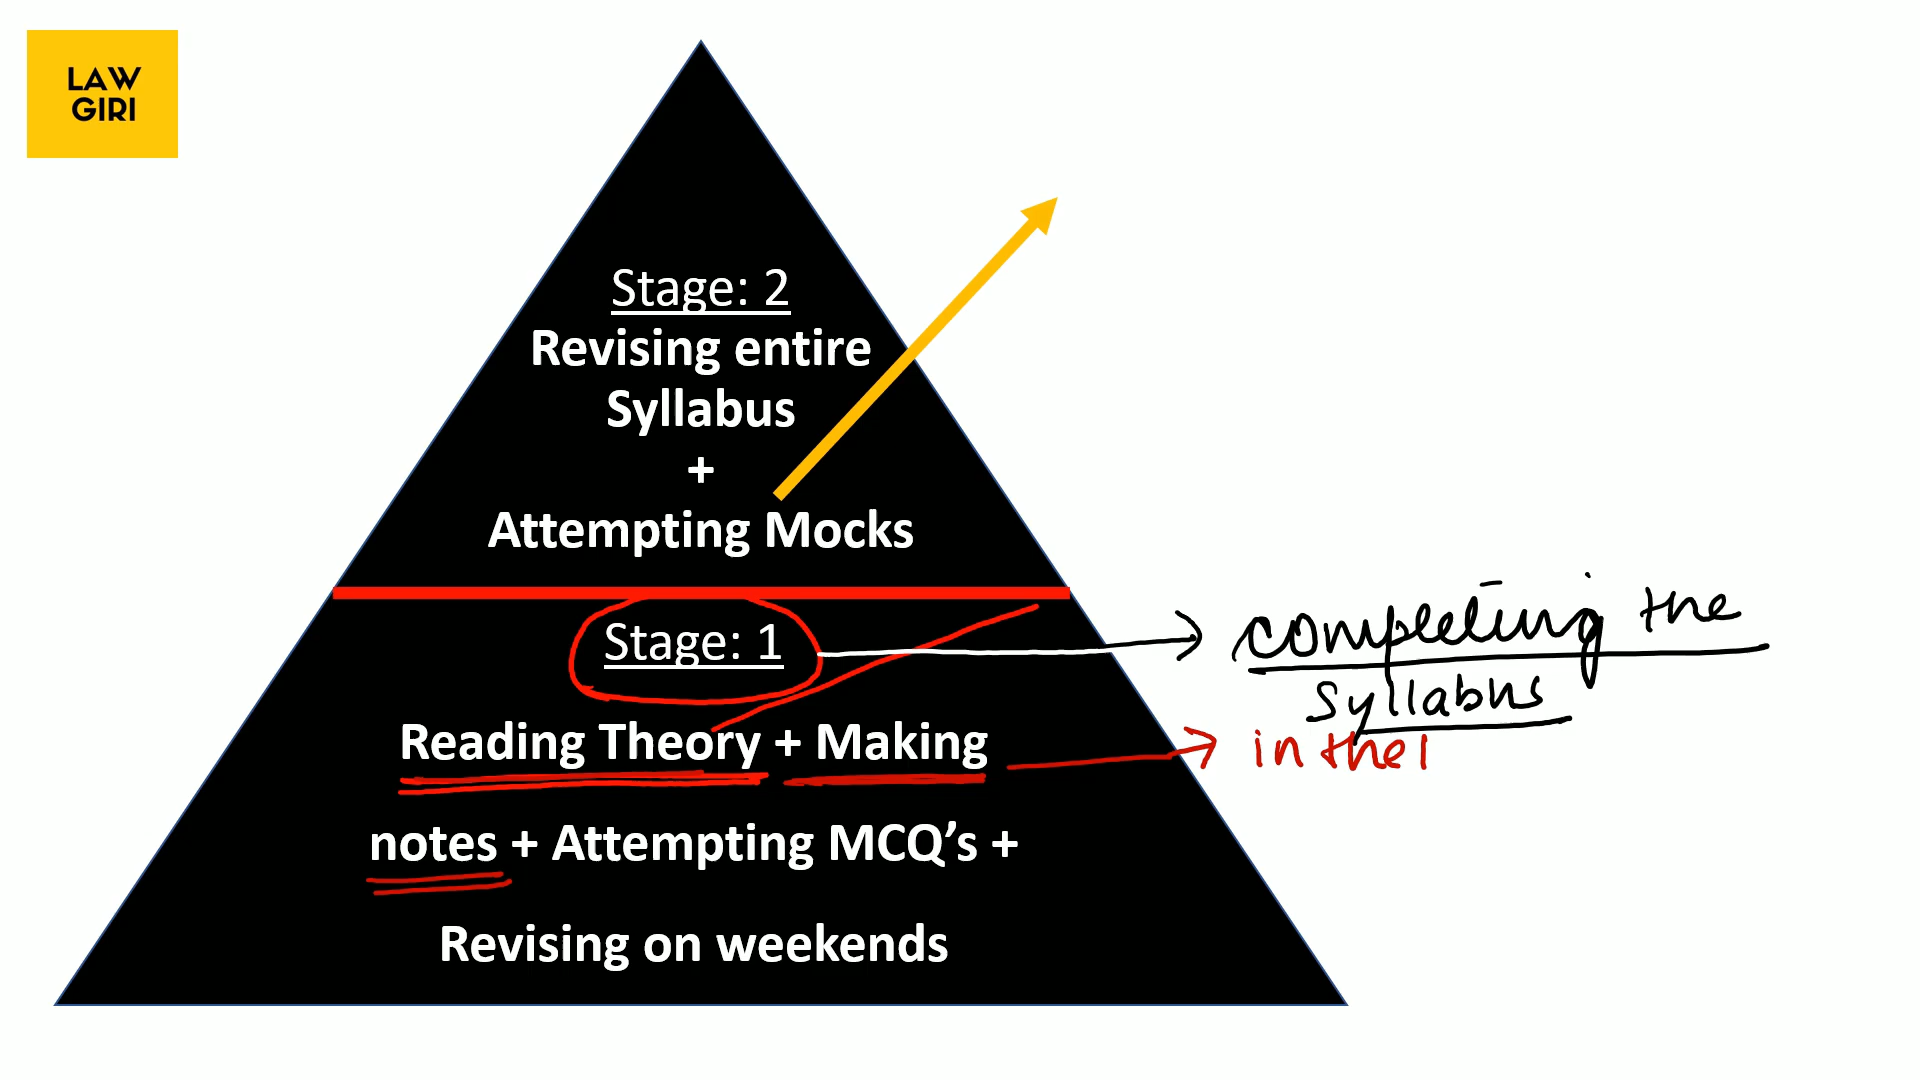 LAW
GIRI
Stage: 2
Revising entire
Syllabus
+
Attempting Mocks
Stage: 1
Reading Theory + Making
notes + Attempting MCQ’s +
Revising on weekends
completing the
syllabus
in the